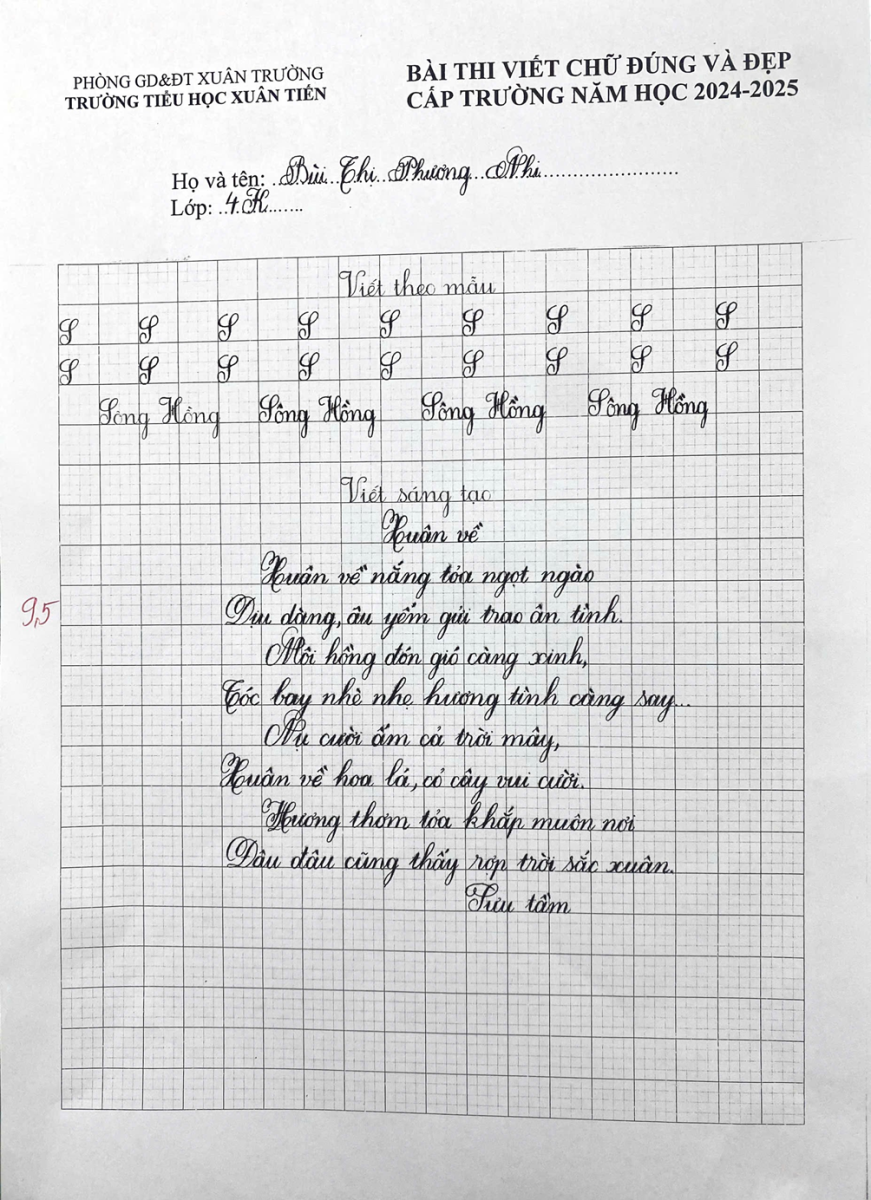 PHÒNG GD&ĐT XUÂN TRƯỜNG
TRƯỜNG TIỂU HỌC XUÂN TIẾN
BÀI THI VIẾT CHỮ ĐÚNG VÀ ĐẸP
CẤP TRƯỜNG NĂM HỌC 2024-2025
Họ và tên: Bùi Thị Phương Nhi
Lớp: 4K
Viết theo mẫu
S S S S S S S S S
S S S S S S S S S
Sông Hồng Sông Hồng Sông Hồng Sông Hồng
Viết sáng tạo
Xuân về
Xuân về nắng tỏa ngọt ngào
9,5
Dịu dàng, âu yếm gửi trao ân tình.
Môi hồng đón gió càng xinh,
Tóc bay nhè nhẹ hương tình càng say...
Nụ cười ấm cả trời mây,
Xuân về hoa lá, cỏ cây vui cười.
Hương thơm tỏa khắp muôn nơi
Đâu đâu cũng thấy rợp trời sắc xuân.
Sưu tầm